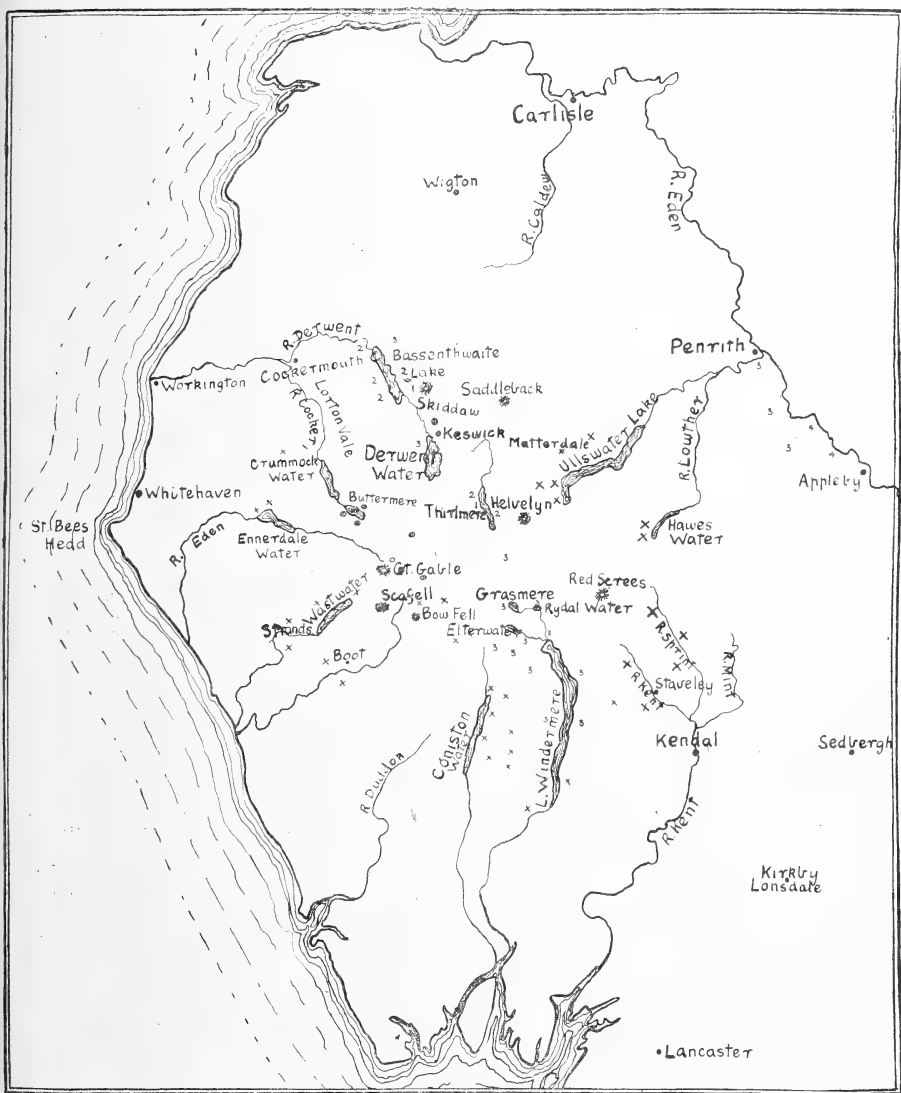 Carlisle
Wigton
R. Caldew
R. Eden
R. Derwent
Penrith
Cockermouth
Bassenthwaite
Lake
Workington
Saddleback
Skiddaw
R. Cocker
Lorton Vale
Keswick
Matterdale
Ullswater Lake
R. Lowther
Derwent
Water
Crummock
Water
Appleby
Whitehaven
Buttermere
Thirlmere
Helvelyn
St. Bees
Hedd
R. Eden
Ennerdale
Water
Hawes
Water
Gt. Gable
Red Screes
Wastwater
Scafell
Grasmere
Bow Fell
Rydal Water
Strands
Elterwater
R. Sprint
Boot
R. Mint
R. Kent
Staveley
Coniston
Water
L. Windermere
Kendal
Sedbergh
R. Duddon
R. Kent
Kirkby
Lonsdale
Lancaster